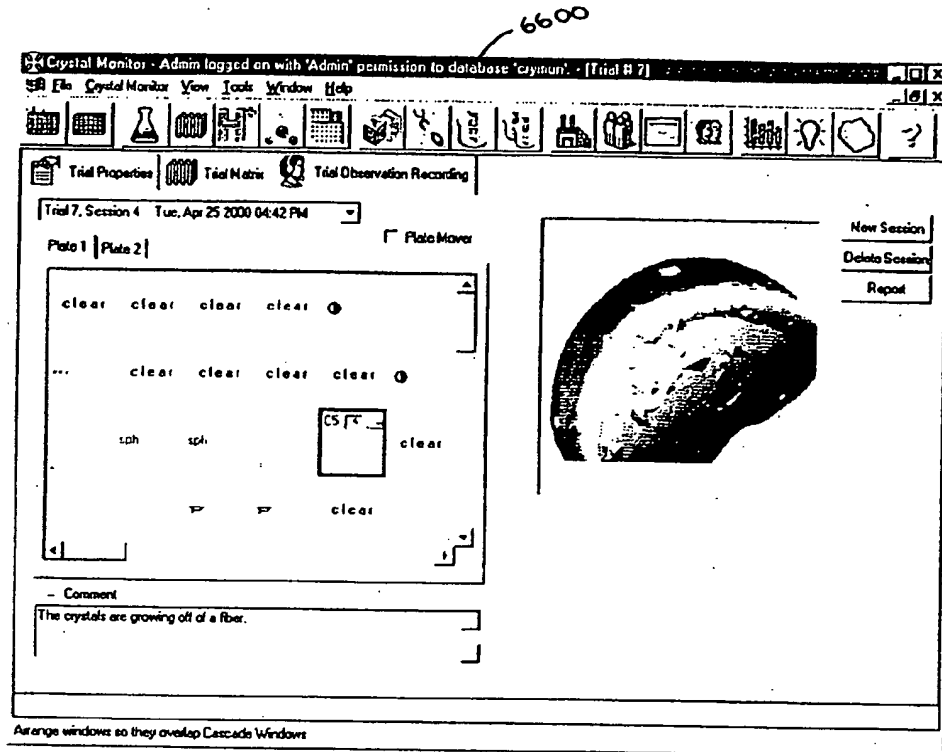 6600
Crystal Monitor - Admin logged on with 'Admin' permission to database 'crymon'. - [Trial # 7]
File Crystal Monitor View Tools Window Help
Trial Properties Trial Matrix Trial Observation Recording
Trial 7, Session 4 Tue, Apr 25 2000 04:42 PM
New Session
Plate 1 Plate 2 Plate Mover
Delete Session
Report
clear clear clear clear
clear clear clear clear
C5
sph sph clear
clear
Comment
The crystals are growing off of a fiber.
Arrange windows so they overlap Cascade Windows